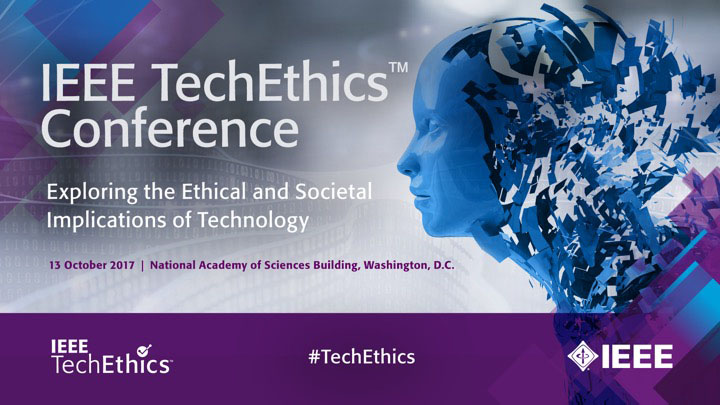 IEEE TechEthics™
Conference
Exploring the Ethical and Societal
Implications of Technology
13 October 2017 | National Academy of Sciences Building, Washington, D.C.
IEEE
TechEthics™
#TechEthics
IEEE